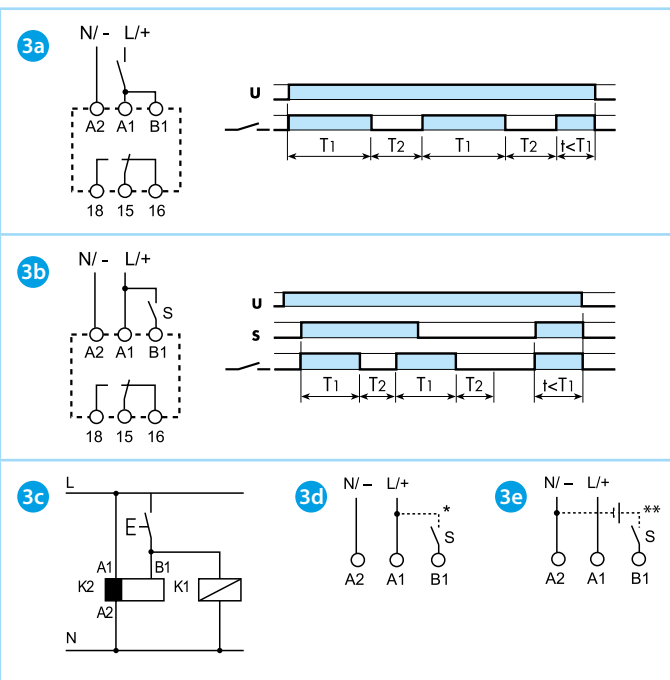 3a
N/ - L/+
A2 A1 B1
18 15 16
U
T1 T2 T1 T2 t<T1
3b
N/ - L/+
S
A2 A1 B1
18 15 16
U
S
T1 T2 T1 T2 t<T1
3c
L
E
A1 B1
K2 K1
A2
N
3d
N/ – L/+
*
S
A2 A1 B1
3e
N/ – L/+
**
S
A2 A1 B1